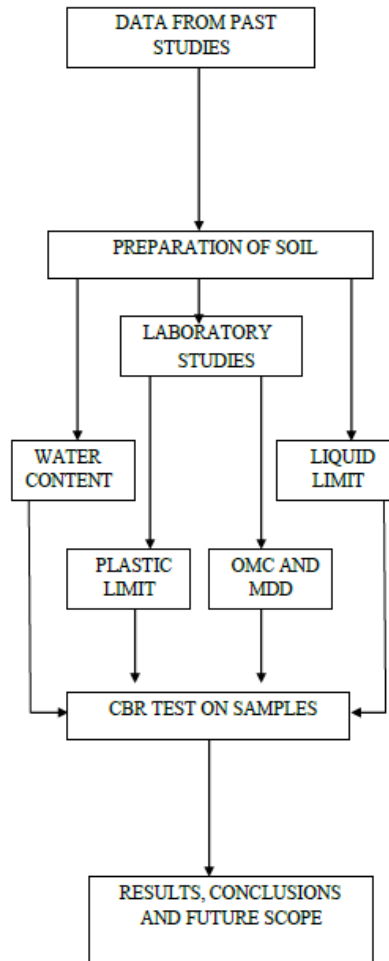 DATA FROM PAST
STUDIES
PREPARATION OF SOIL
LABORATORY
STUDIES
WATER
CONTENT
LIQUID
LIMIT
PLASTIC
LIMIT
OMC AND
MDD
CBR TEST ON SAMPLES
RESULTS, CONCLUSIONS
AND FUTURE SCOPE